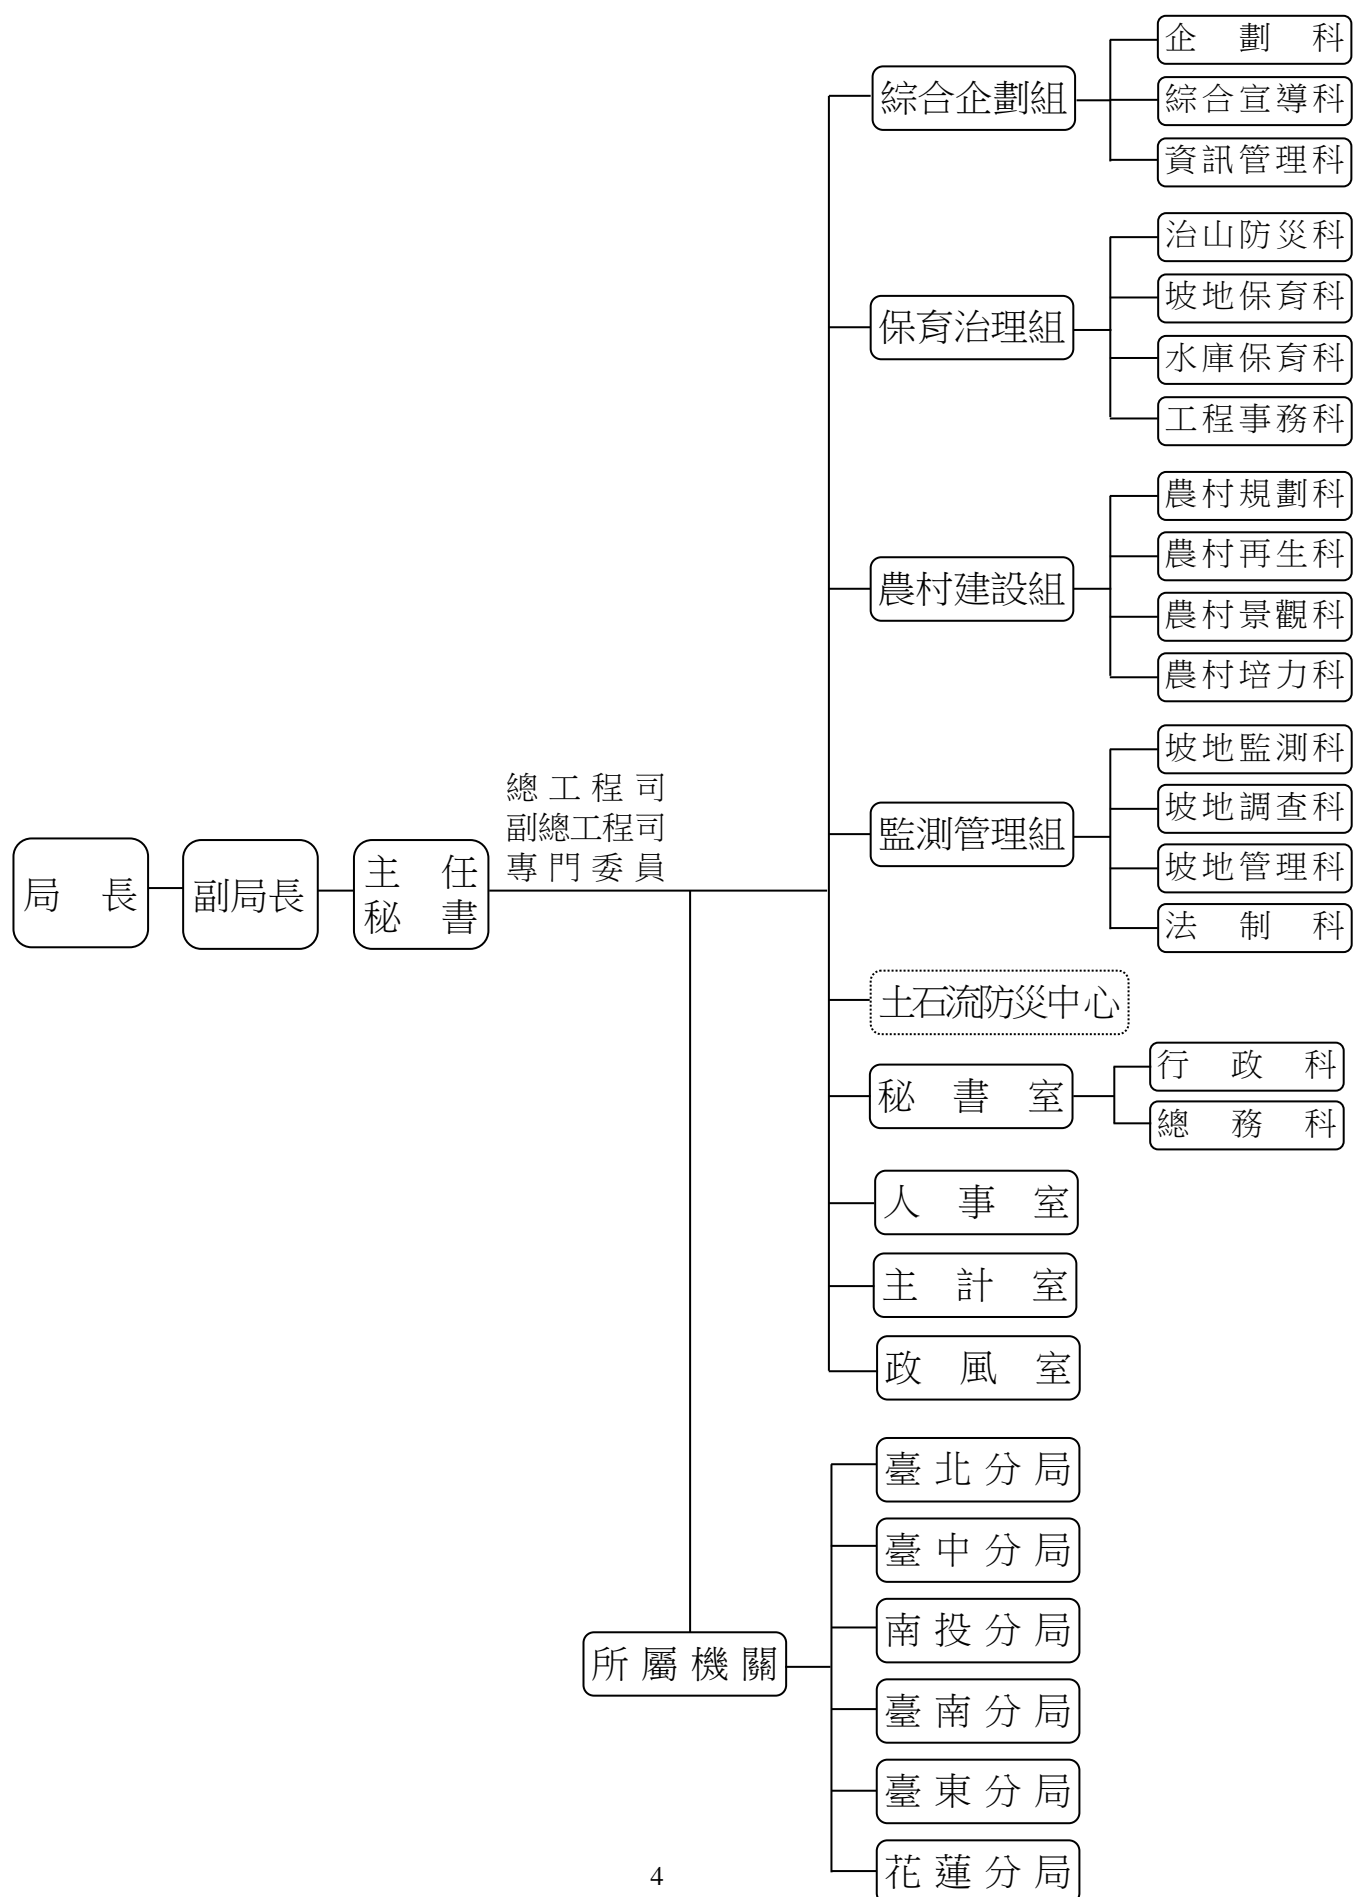 局長
副局長
主任
秘書
總工程司
副總工程司
專門委員
綜合企劃組
企劃科
綜合宣導科
資訊管理科
保育治理組
治山防災科
坡地保育科
水庫保育科
工程事務科
農村建設組
農村規劃科
農村再生科
農村景觀科
農村培力科
監測管理組
坡地監測科
坡地調查科
坡地管理科
法制科
土石流防災中心
秘書室
行政科
總務科
人事室
主計室
政風室
所屬機關
臺北分局
臺中分局
南投分局
臺南分局
臺東分局
花蓮分局
4